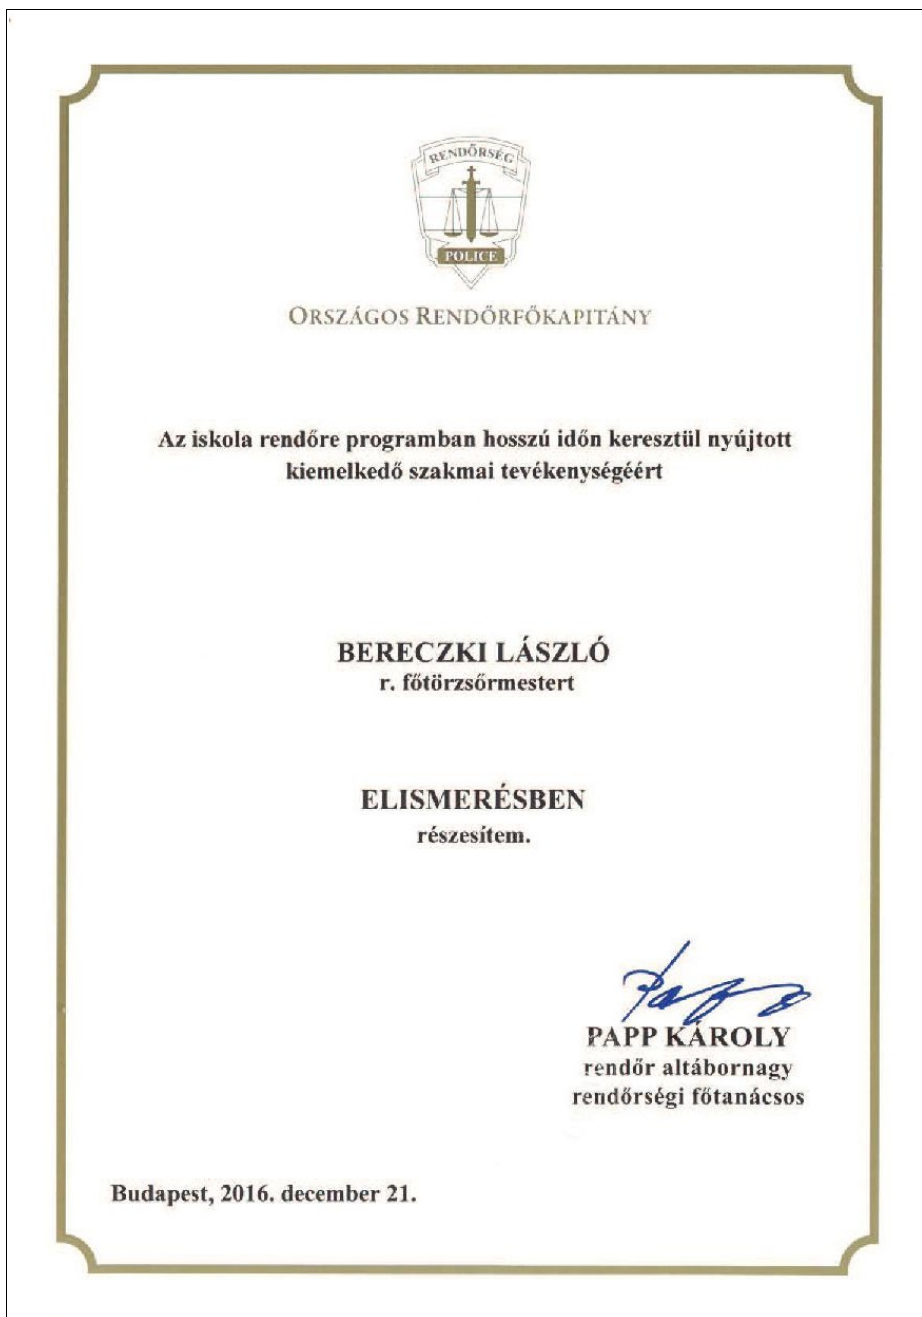 RENDŐRSÉG
POLICE
ORSZÁGOS RENDŐRFŐKAPITÁNY
Az iskola rendőre programban hosszú időn keresztül nyújtott
kiemelkedő szakmai tevékenységéért
BERECZKI LÁSZLÓ
r. főtörzsőrmestert
ELISMERÉSBEN
részesítem.
PAPP KÁROLY
rendőr altábornagy
rendőrségi főtanácsos
Budapest, 2016. december 21.